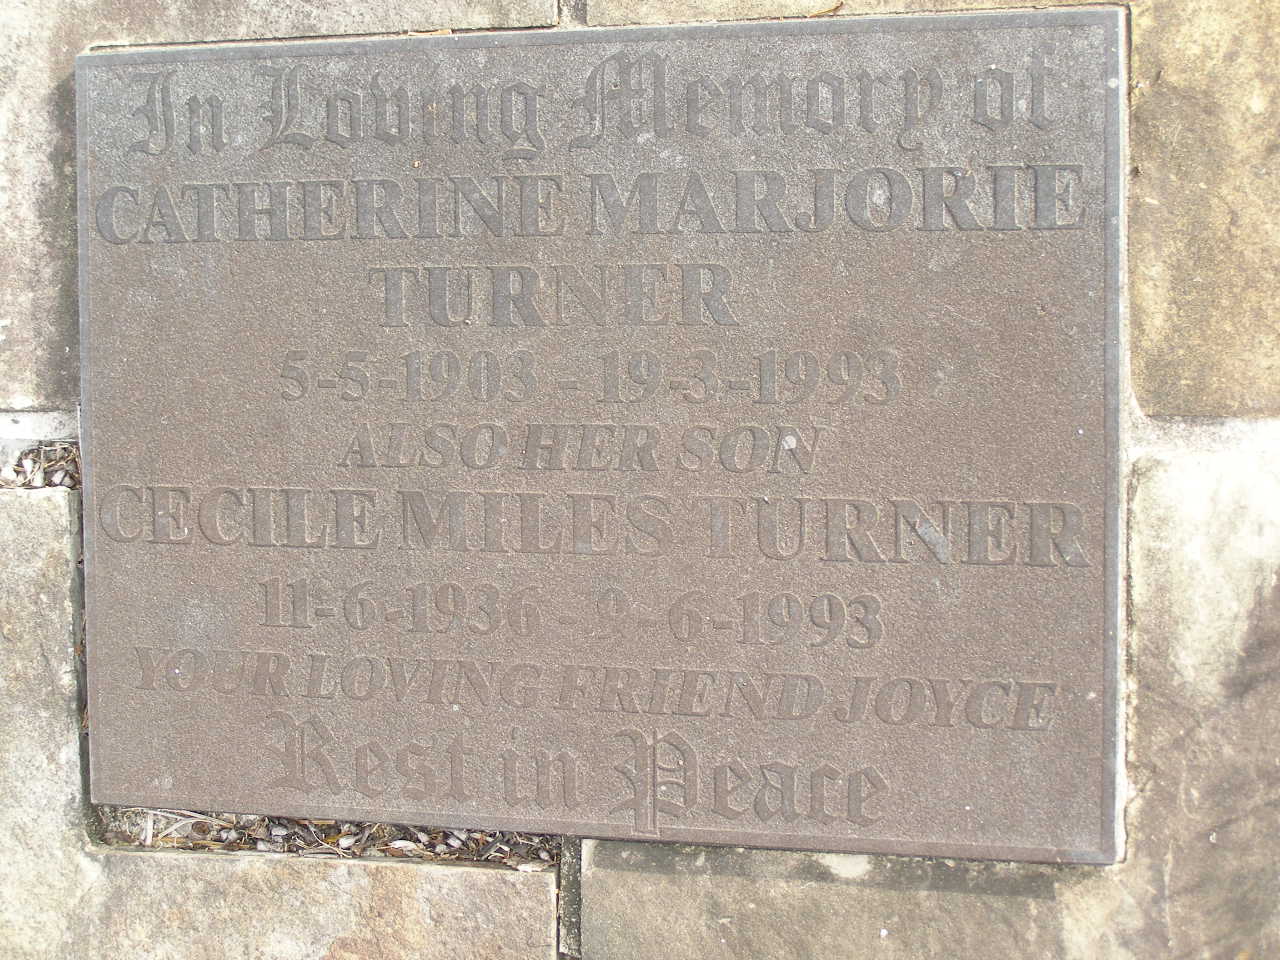 In Loving Memory of
CATHERINE MARJORIE
TURNER
5-5-1903 - 19-3-1993
ALSO HER SON
CECILE MILES TURNER
11-6-1936 - 9-6-1993
YOUR LOVING FRIEND JOYCE
Rest in Peace